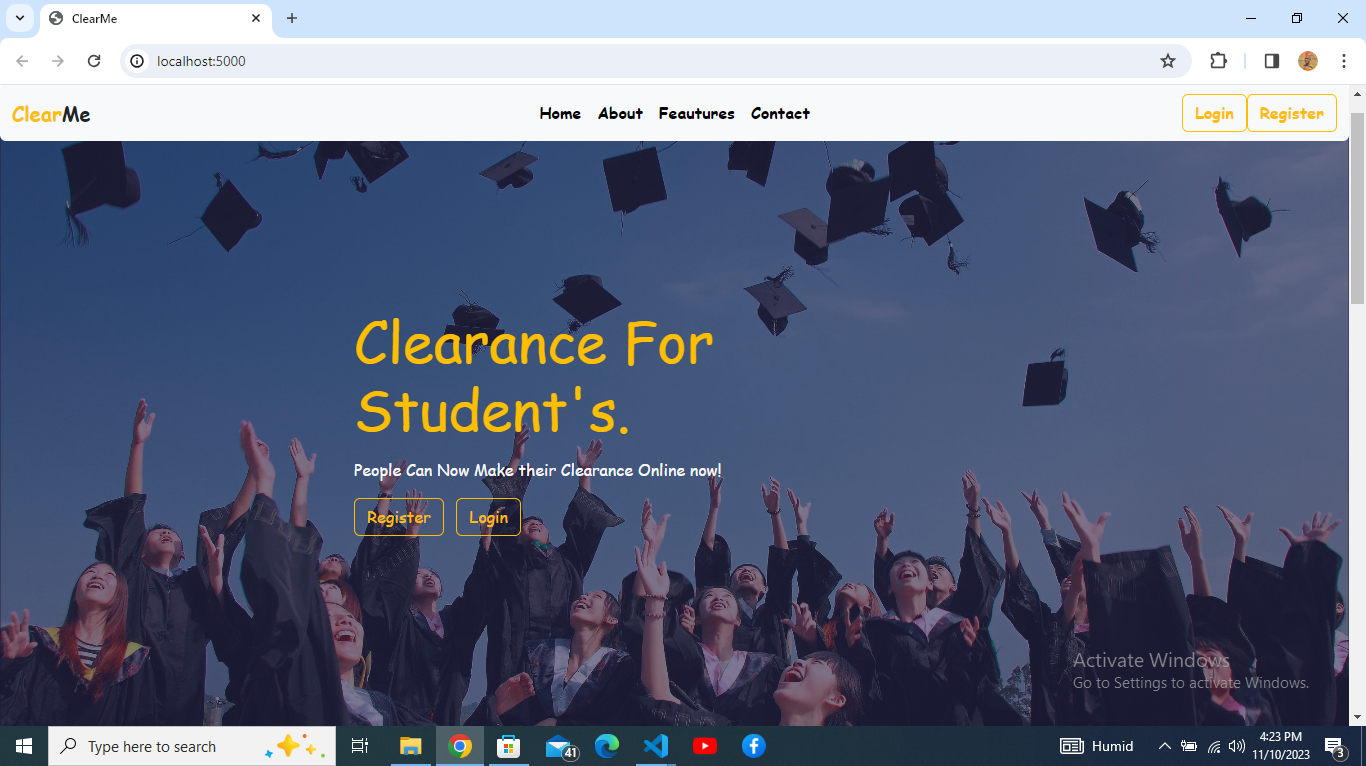 ClearMe
localhost:5000
ClearMe
Home About Feautures Contact
Login Register
Clearance For
Student's.
People Can Now Make their Clearance Online now!
Register Login
Activate Windows
Go to Settings to activate Windows.
Type here to search
41
Humid
4:23 PM
11/10/2023
3